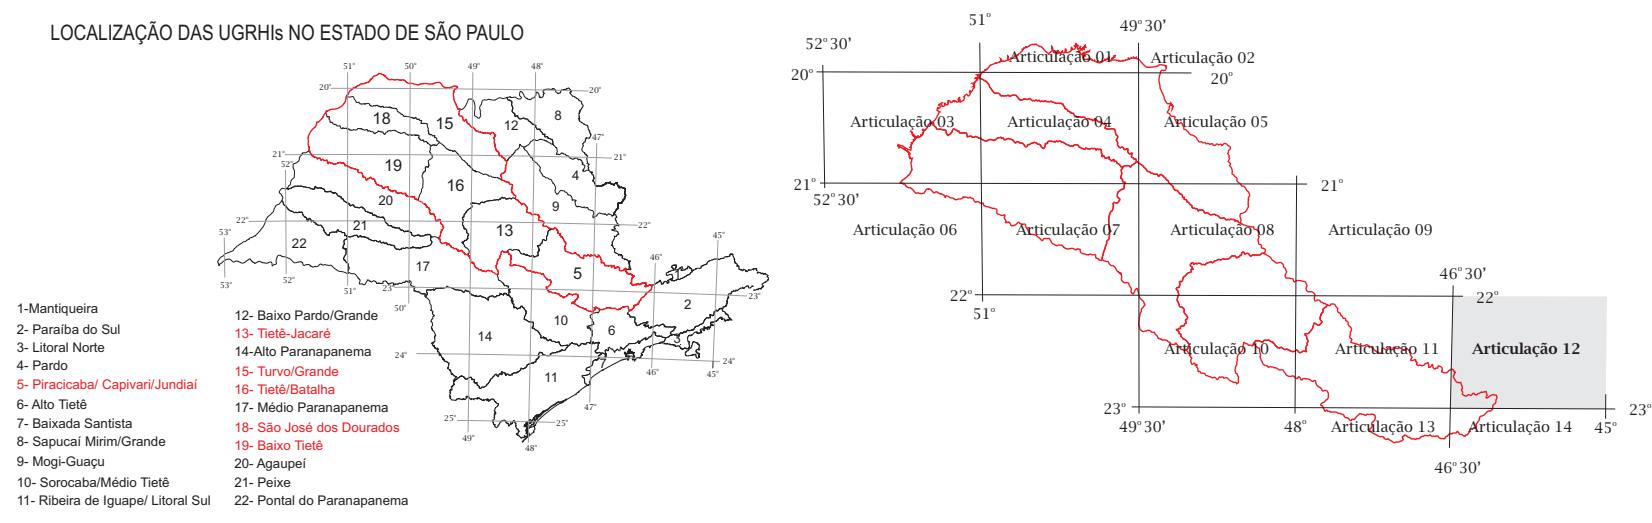 LOCALIZAÇÃO DAS UGRHIs NO ESTADO DE SÃO PAULO
51°
50°
49°
48°
20°
20°
18
15
12
8
47°
21°
21°
52°
19
16
4
20
9
22°
22°
21
13
53°
22
17
5
45°
46°
1
53°
52°
51°
23°
23°
2
50°
10
6
3
14
7
24°
24°
46°
45°
11
47°
25°
25°
49°
48°
1-Mantiqueira
2- Paraíba do Sul
3- Litoral Norte
4- Pardo
5- Piracicaba/ Capivari/Jundiaí
6- Alto Tietê
7- Baixada Santista
8- Sapucaí Mirim/Grande
9- Mogi-Guaçu
10- Sorocaba/Médio Tietê
11- Ribeira de Iguape/ Litoral Sul
12- Baixo Pardo/Grande
13- Tietê-Jacaré
14-Alto Paranapanema
15- Turvo/Grande
16- Tietê/Batalha
17- Médio Paranapanema
18- São José dos Dourados
19- Baixo Tietê
20- Agaupeí
21- Peixe
22- Pontal do Paranapanema
51°
49°30’
52°30’
Articulação 01
Articulação 02
20°
20°
Articulação 03
Articulação 04
Articulação 05
21°
21°
52°30’
Articulação 06
Articulação 07
Articulação 08
Articulação 09
46°30’
22°
22°
51°
Articulação 10
Articulação 11
Articulação 12
23°
23°
49°30’
48°
Articulação 13
Articulação 14
45°
46°30’